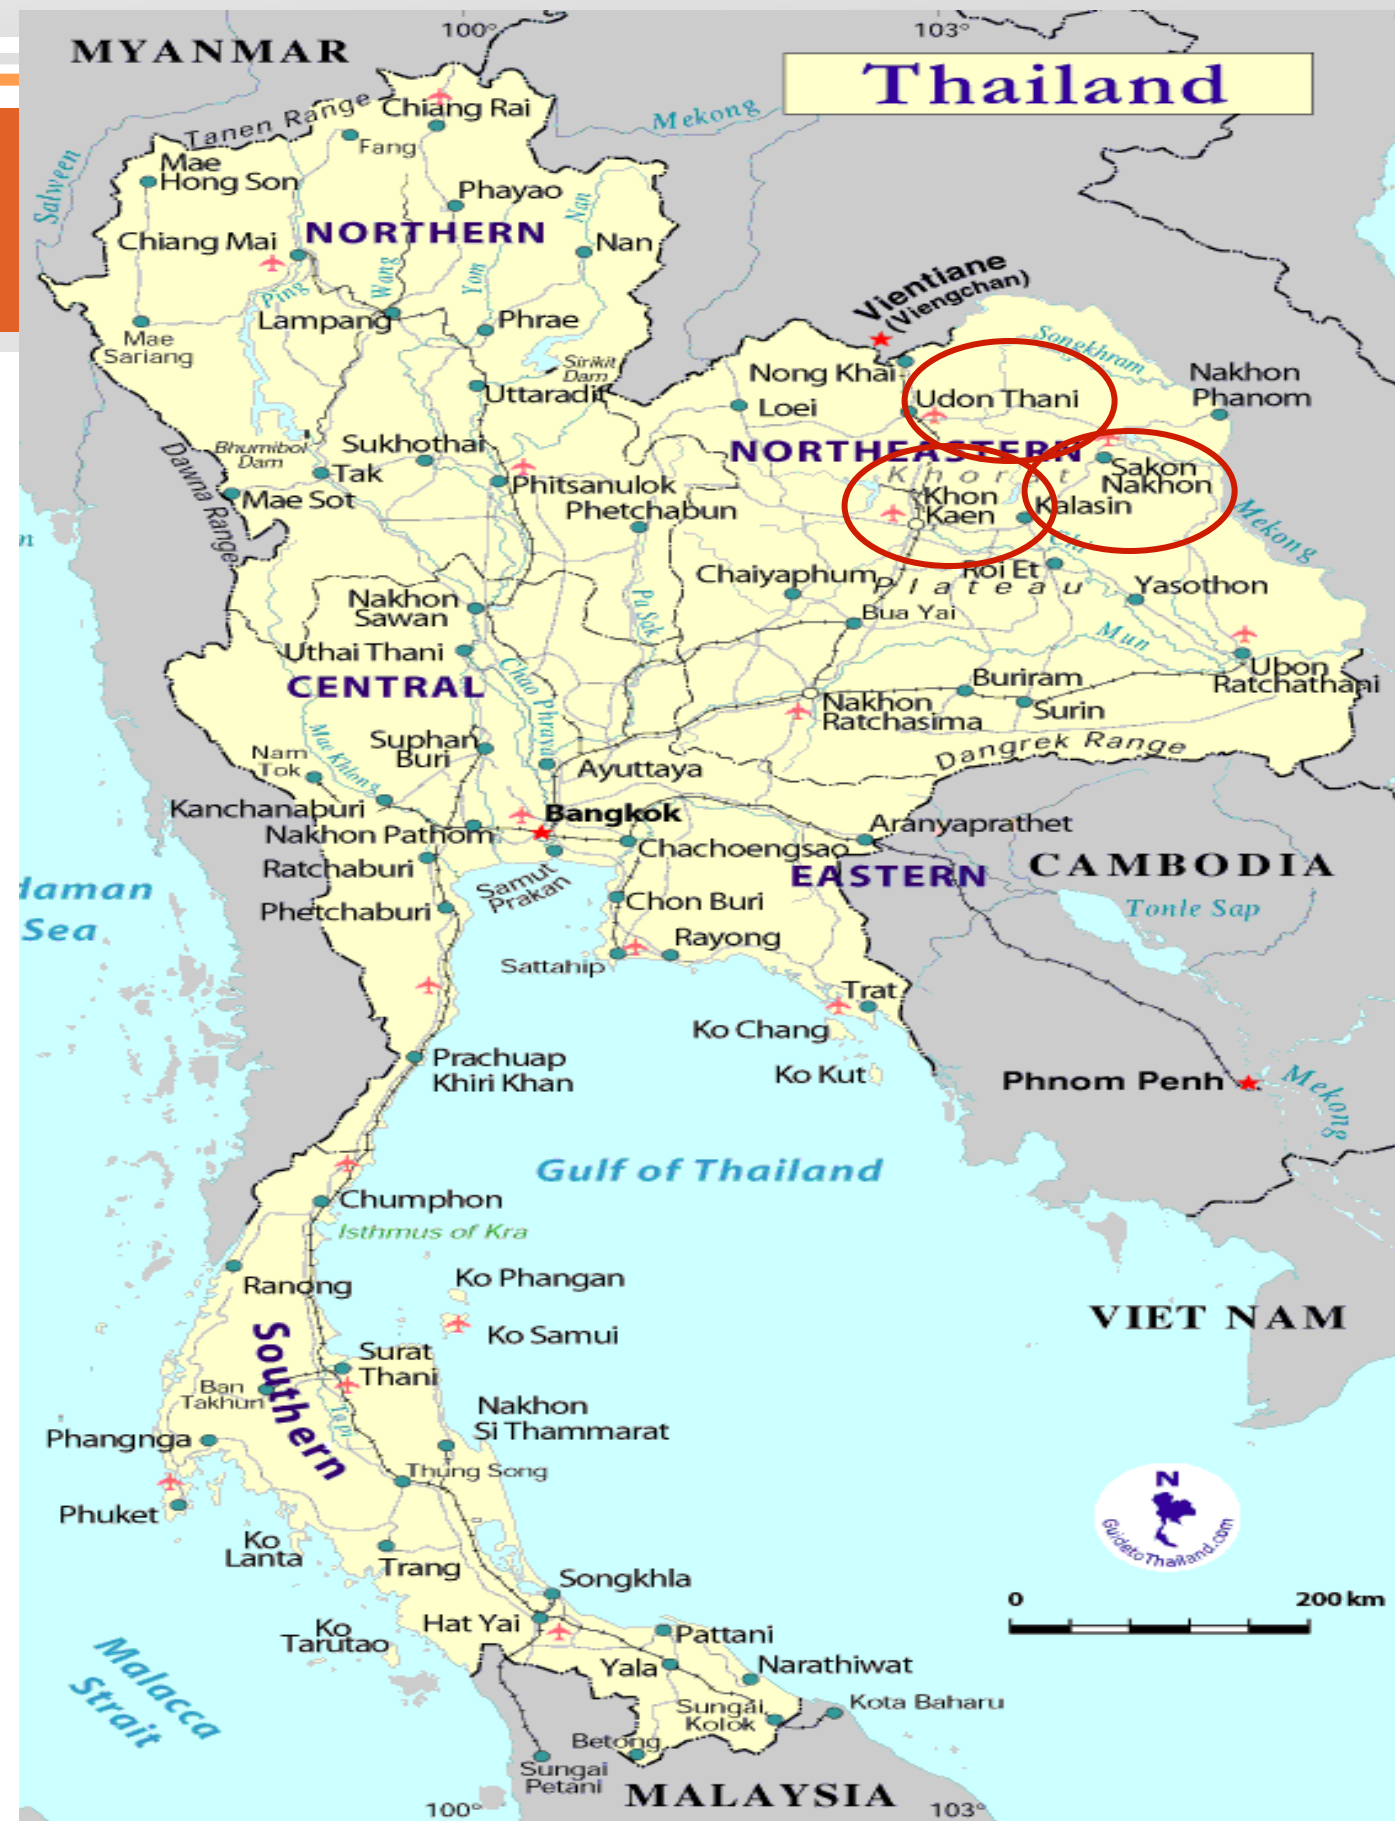 100°
103°
MYANMAR
Thailand
Tanen Range
Chiang Rai
Mekong
Fang
Salween
Mae
Hong Son
Phayao
Nan
NORTHERN
Chiang Mai
Nan
Wang
Yom
Ping
Vientiane
(Viengchan)
Lampang
Phrae
Mae
Sariang
Sirikit
Dam
Songkhram
Nong Khai
Nakhon
Phanom
Uttaradit
Loei
Udon Thani
Bhumibol
Dam
Sukhothai
NORTHEASTERN
Dawna Range
Tak
Khorat
Sakon
Nakhon
Mae Sot
Phitsanulok
Khon
Kaen
Kalasin
Phetchabun
Mekong
Chi
Chaiyaphum
Roi Et
Plateau
Yasothon
Nakhon
Sawan
Pa Sak
Bua Yai
Mun
Uthai Thani
Chao Phraya
Ubon
Ratchathani
CENTRAL
Buriram
Nakhon
Ratchasima
Surin
Mae Khlong
Suphan
Buri
Dangrek Range
Nam
Tok
Ayuttaya
Kanchanaburi
Bangkok
Nakhon Pathom
Aranyaprathet
Chachoengsao
Ratchaburi
Samut
Prakan
EASTERN
CAMBODIA
daman
Sea
Phetchaburi
Chon Buri
Tonle Sap
Rayong
Sattahip
Trat
Ko Chang
Prachuap
Khiri Khan
Ko Kut
Phnom Penh
Mekong
Gulf of Thailand
Chumphon
Isthmus of Kra
Ranong
Ko Phangan
VIET NAM
Southern
Ko Samui
Surat
Thani
Ban
Takhun
Tapi
Nakhon
Si Thammarat
Phangnga
Thung Song
N
Phuket
GuidetoThailand.com
Ko
Lanta
Trang
Songkhla
0
200 km
Hat Yai
Ko
Tarutao
Pattani
Malacca
Strait
Yala
Narathiwat
Sungai
Kolok
Kota Baharu
Betong
Sungai
Petani
MALAYSIA
100°
103°